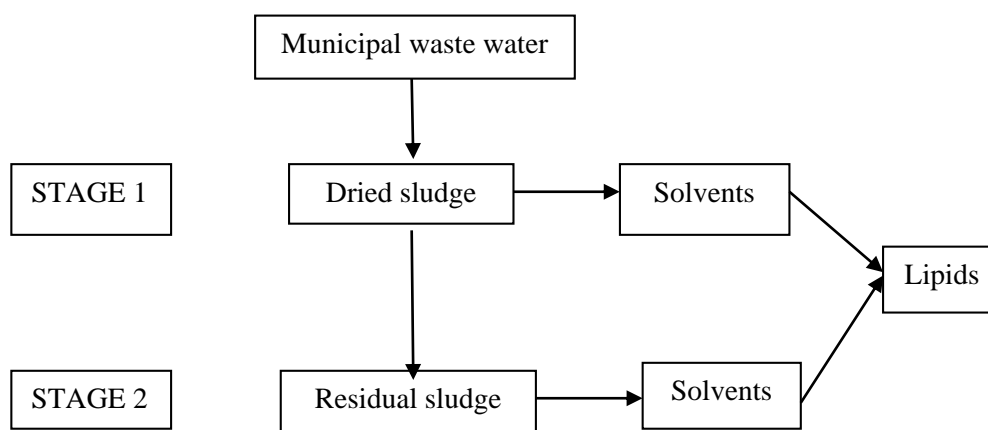 Municipal waste water
STAGE 1
Dried sludge
Solvents
Lipids
STAGE 2
Residual sludge
Solvents